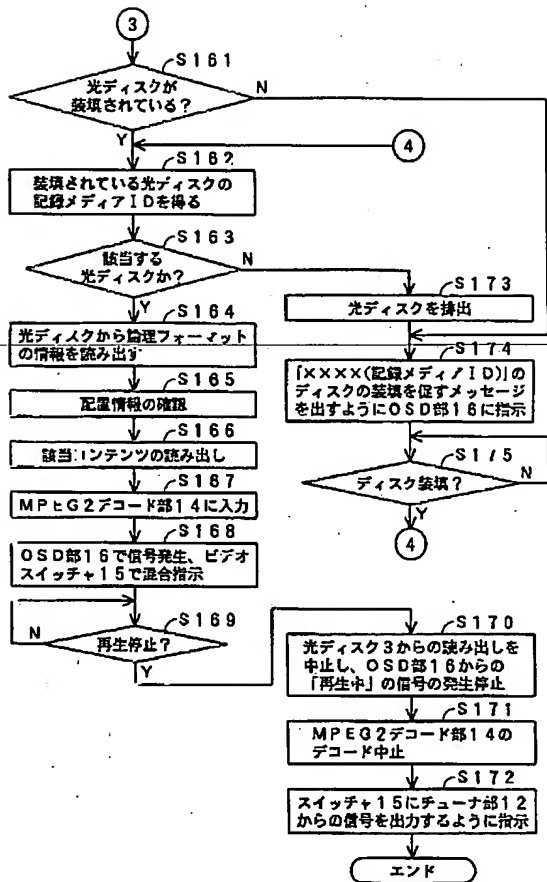 3
S161
光ディスクが
装填されている?
N
Y
4
S162
装填されている光ディスクの
記録メディアIDを得る
S163
該当する
光ディスクか?
N
Y
S173
光ディスクを排出
S164
光ディスクから論理フォーマット
の情報を読み出す
S174
「××××(記録メディアID)」の
ディスクの装填を促すメッセージ
を出すようにOSD部16に指示
S165
配置情報の確認
S166
該当コンテンツの読み出し
S175
ディスク装填?
N
Y
4
S167
MPEG2デコード部14に入力
S168
OSD部16で信号発生、ビデオ
スイッチャ15で混合指示
S169
再生停止?
N
Y
S170
光ディスク3からの読み出しを
中止し、OSD部16からの
「再生中」の信号の発生停止
S171
MPEG2デコード部14の
デコード中止
S172
スイッチャ15にチューナ部12
からの信号を出力するように指示
エンド